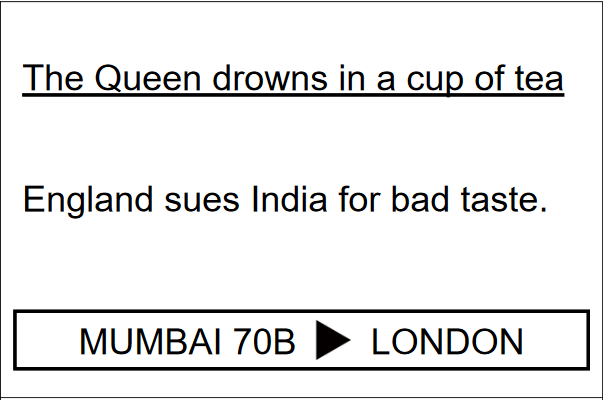 The Queen drowns in a cup of tea
England sues India for bad taste.
MUMBAI 70B ▶ LONDON